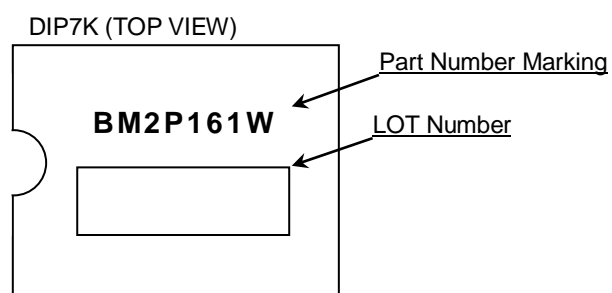 DIP7K (TOP VIEW)
Part Number Marking
BM2P161W
LOT Number